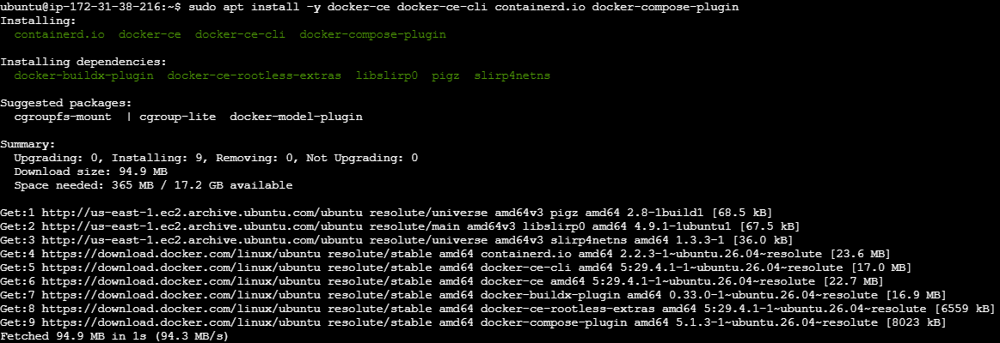 ubuntu@ip-172-31-38-216:~$ sudo apt install -y docker-ce docker-ce-cli containerd.io docker-compose-plugin
Installing:
  containerd.io  docker-ce  docker-ce-cli  docker-compose-plugin

Installing dependencies:
  docker-buildx-plugin  docker-ce-rootless-extras  libslirp0  pigz  slirp4netns

Suggested packages:
  cgroupfs-mount  | cgroup-lite  docker-model-plugin

Summary:
  Upgrading: 0, Installing: 9, Removing: 0, Not Upgrading: 0
  Download size: 94.9 MB
  Space needed: 365 MB / 17.2 GB available

Get:1 http://us-east-1.ec2.archive.ubuntu.com/ubuntu resolute/universe amd64v3 pigz amd64 2.8-1build1 [68.5 kB]
Get:2 http://us-east-1.ec2.archive.ubuntu.com/ubuntu resolute/main amd64v3 libslirp0 amd64 4.9.1-1ubuntu1 [67.5 kB]
Get:3 http://us-east-1.ec2.archive.ubuntu.com/ubuntu resolute/universe amd64v3 slirp4netns amd64 1.3.3-1 [36.0 kB]
Get:4 https://download.docker.com/linux/ubuntu resolute/stable amd64 containerd.io amd64 2.2.3-1~ubuntu.26.04~resolute [23.6 MB]
Get:5 https://download.docker.com/linux/ubuntu resolute/stable amd64 docker-ce-cli amd64 5:29.4.1-1~ubuntu.26.04~resolute [17.0 MB]
Get:6 https://download.docker.com/linux/ubuntu resolute/stable amd64 docker-ce amd64 5:29.4.1-1~ubuntu.26.04~resolute [22.7 MB]
Get:7 https://download.docker.com/linux/ubuntu resolute/stable amd64 docker-buildx-plugin amd64 0.33.0-1~ubuntu.26.04~resolute [16.9 MB]
Get:8 https://download.docker.com/linux/ubuntu resolute/stable amd64 docker-ce-rootless-extras amd64 5:29.4.1-1~ubuntu.26.04~resolute [6559 kB]
Get:9 https://download.docker.com/linux/ubuntu resolute/stable amd64 docker-compose-plugin amd64 5.1.3-1~ubuntu.26.04~resolute [8023 kB]
Fetched 94.9 MB in 1s (94.3 MB/s)